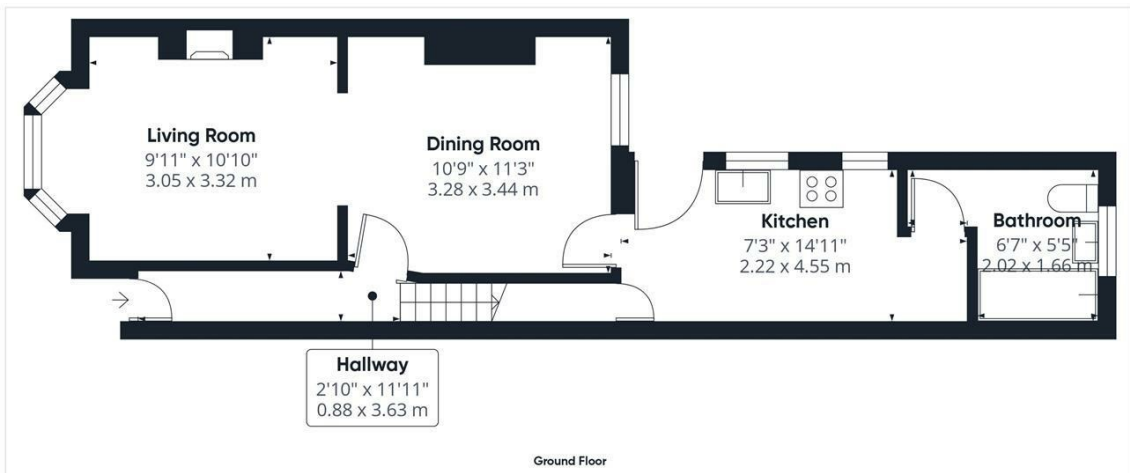 Living Room
9'11" x 10'10"
3.05 x 3.32 m
Dining Room
10'9" x 11'3"
3.28 x 3.44 m
Kitchen
7'3" x 14'11"
2.22 x 4.55 m
Bathroom
6'7" x 5'5"
2.02 x 1.66 m
Hallway
2'10" x 11'11"
0.88 x 3.63 m
Ground Floor